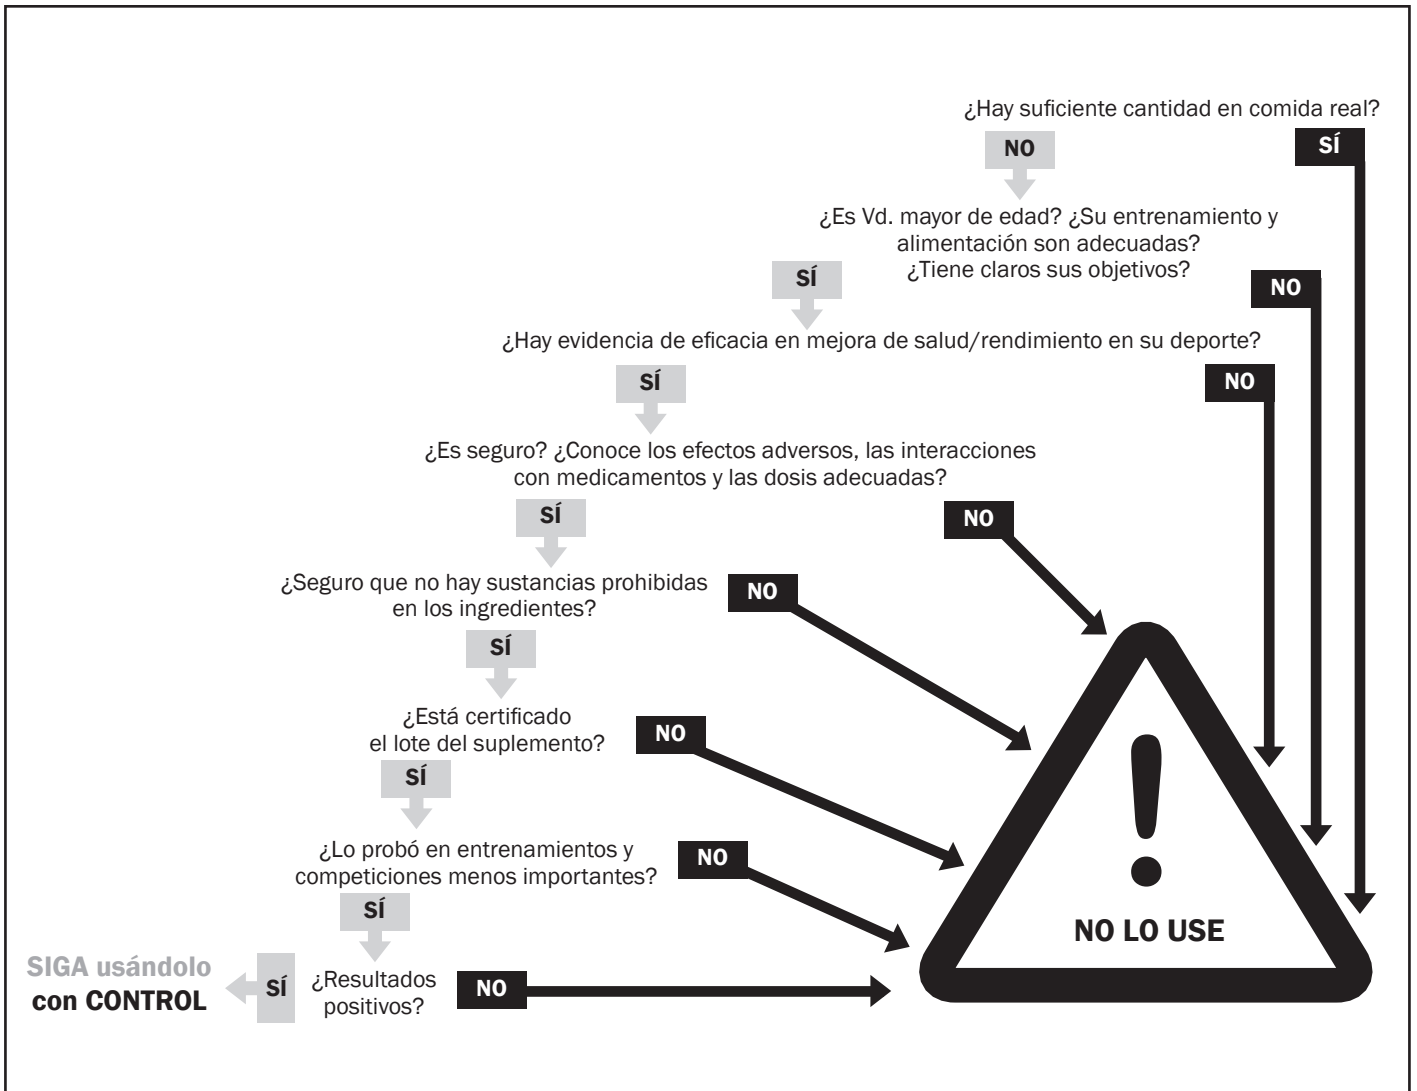 ¿Hay suficiente cantidad en comida real?
NO
SÍ
¿Es Vd. mayor de edad? ¿Su entrenamiento y
alimentación son adecuadas?
¿Tiene claros sus objetivos?
SÍ
NO
¿Hay evidencia de eficacia en mejora de salud/rendimiento en su deporte?
SÍ
NO
¿Es seguro? ¿Conoce los efectos adversos, las interacciones
con medicamentos y las dosis adecuadas?
SÍ
NO
¿Seguro que no hay sustancias prohibidas
en los ingredientes?
NO
SÍ
¿Está certificado
el lote del suplemento?
NO
SÍ
¿Lo probó en entrenamientos y
competiciones menos importantes?
NO
SÍ
¿Resultados
positivos?
NO
SÍ
SIGA usándolo
con CONTROL
!
NO LO USE